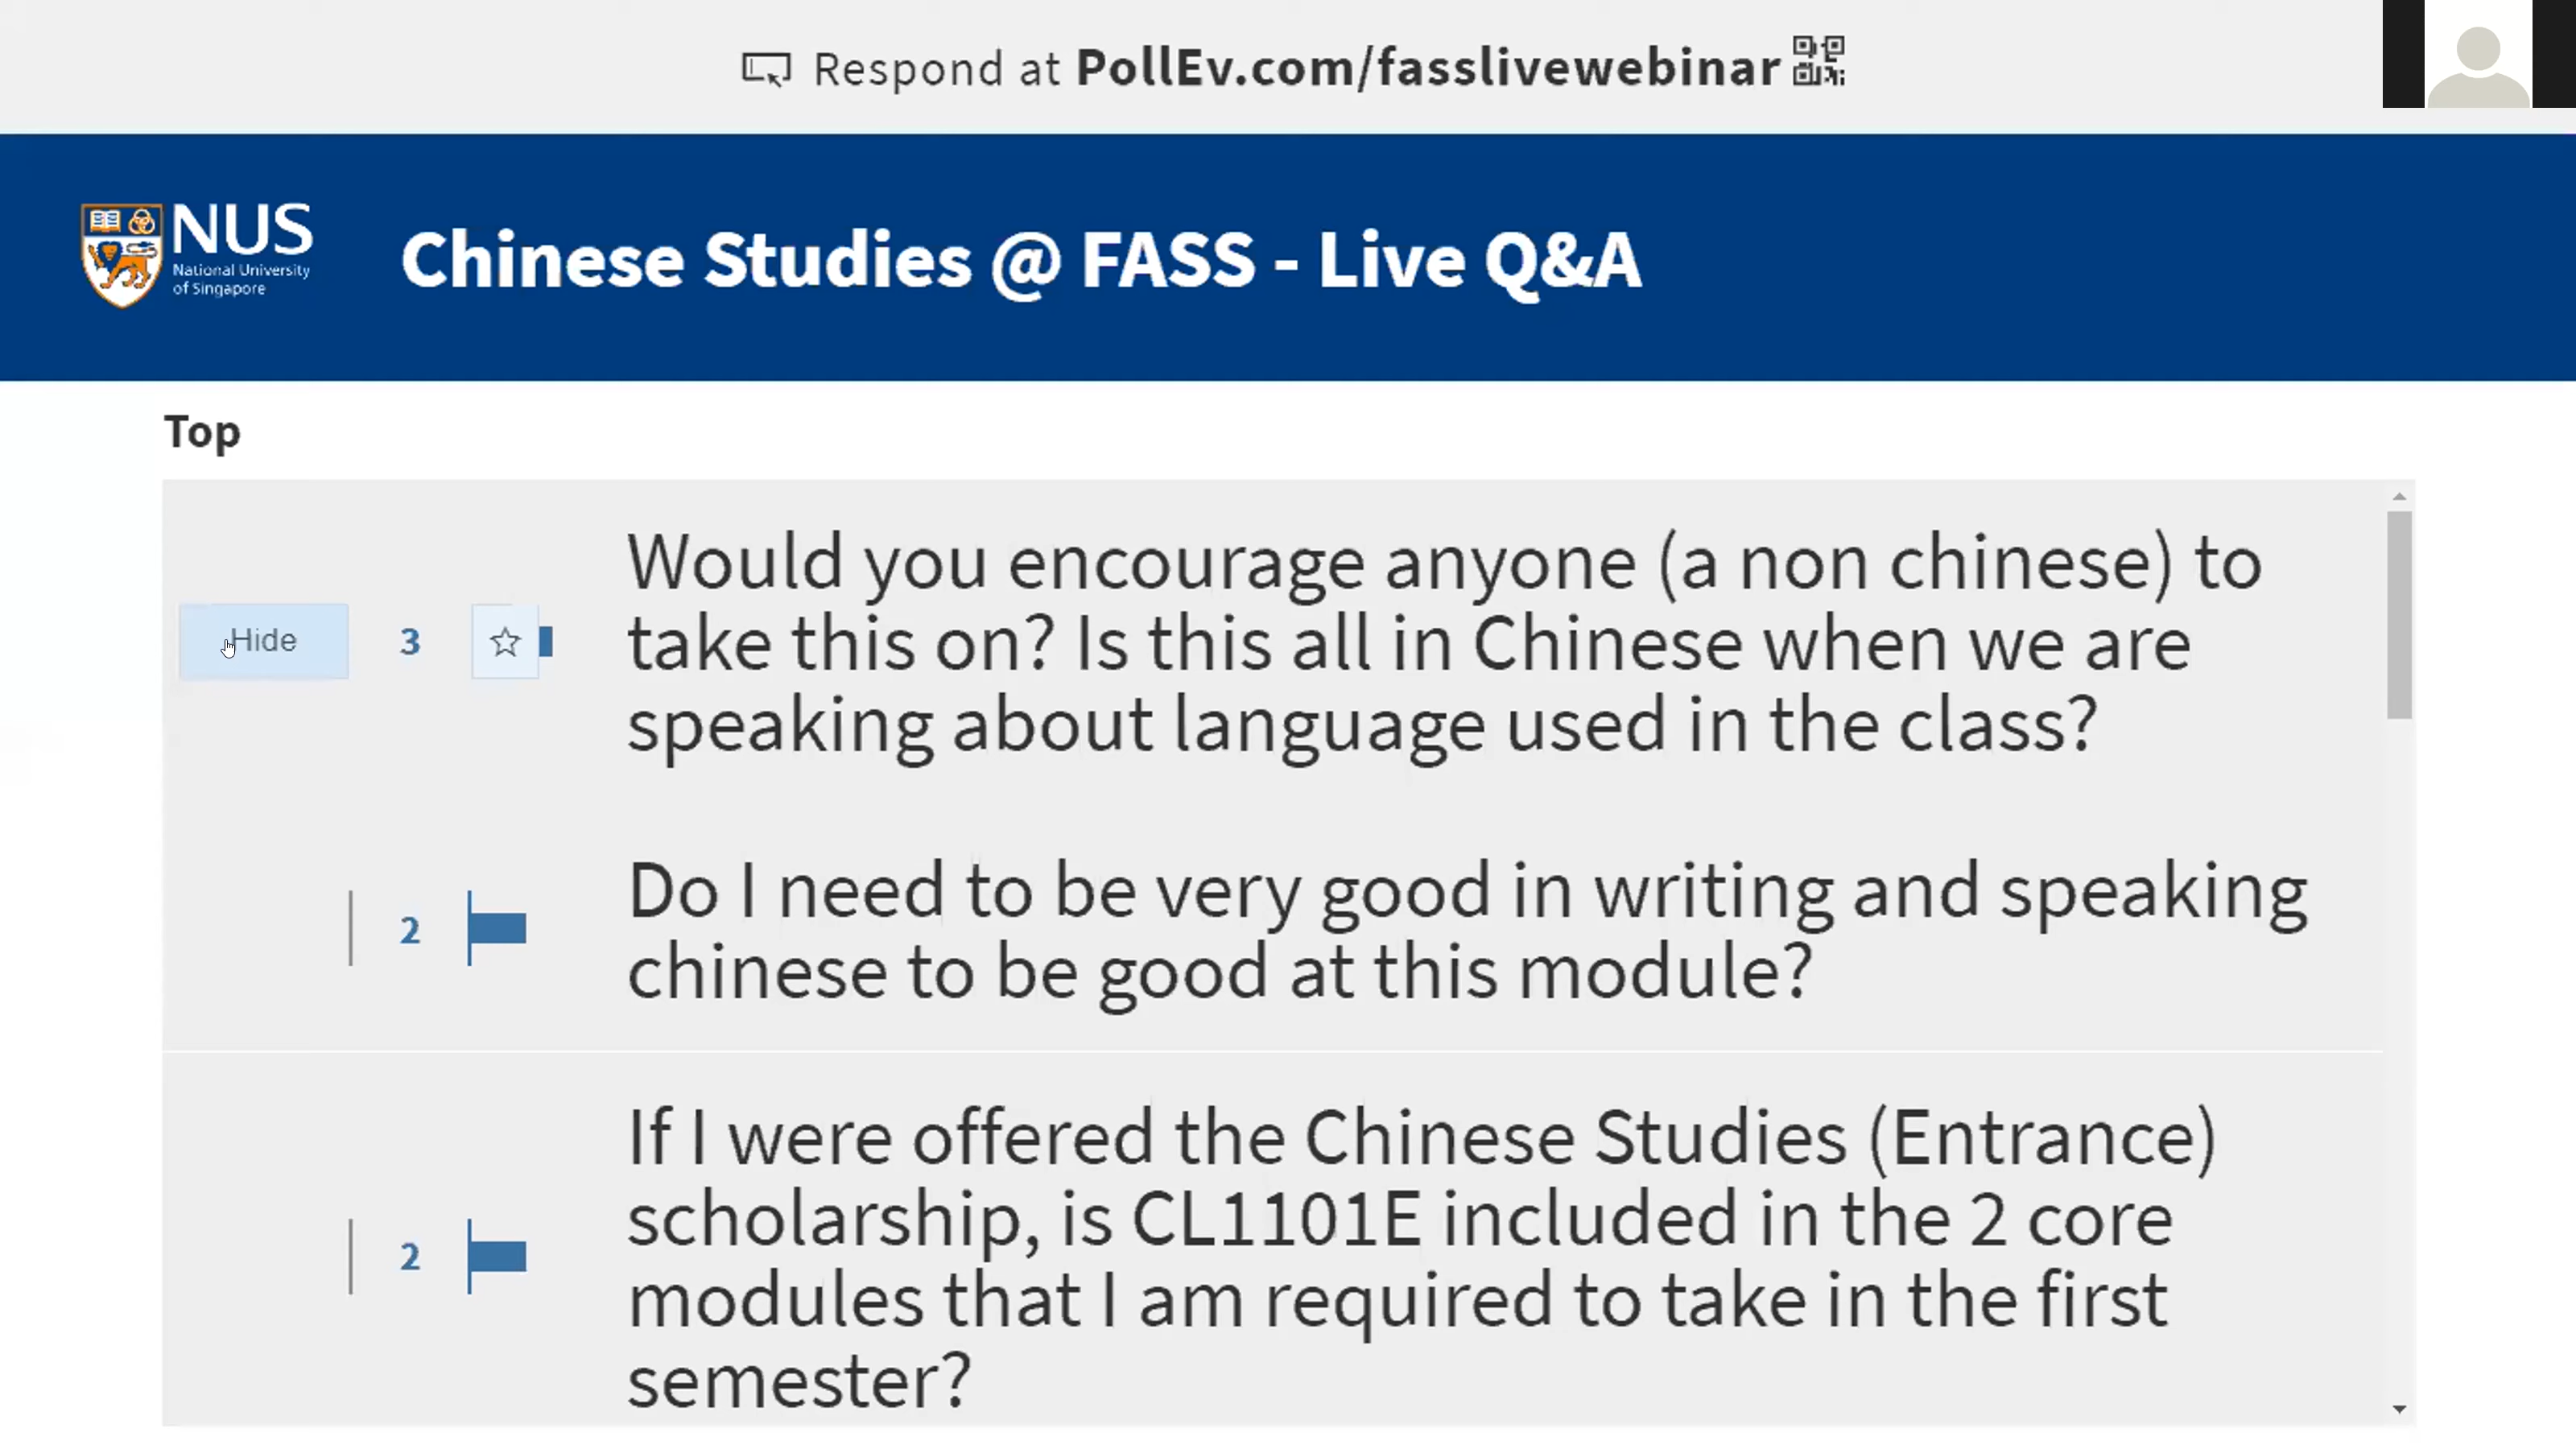 Respond at PollEv.com/fasslivewebinar
NUS
National University
of Singapore
Chinese Studies @ FASS - Live Q&A
Top
Hide
3
Would you encourage anyone (a non chinese) to
take this on? Is this all in Chinese when we are
speaking about language used in the class?
2
Do I need to be very good in writing and speaking
chinese to be good at this module?
2
If I were offered the Chinese Studies (Entrance)
scholarship, is CL1101E included in the 2 core
modules that I am required to take in the first
semester?